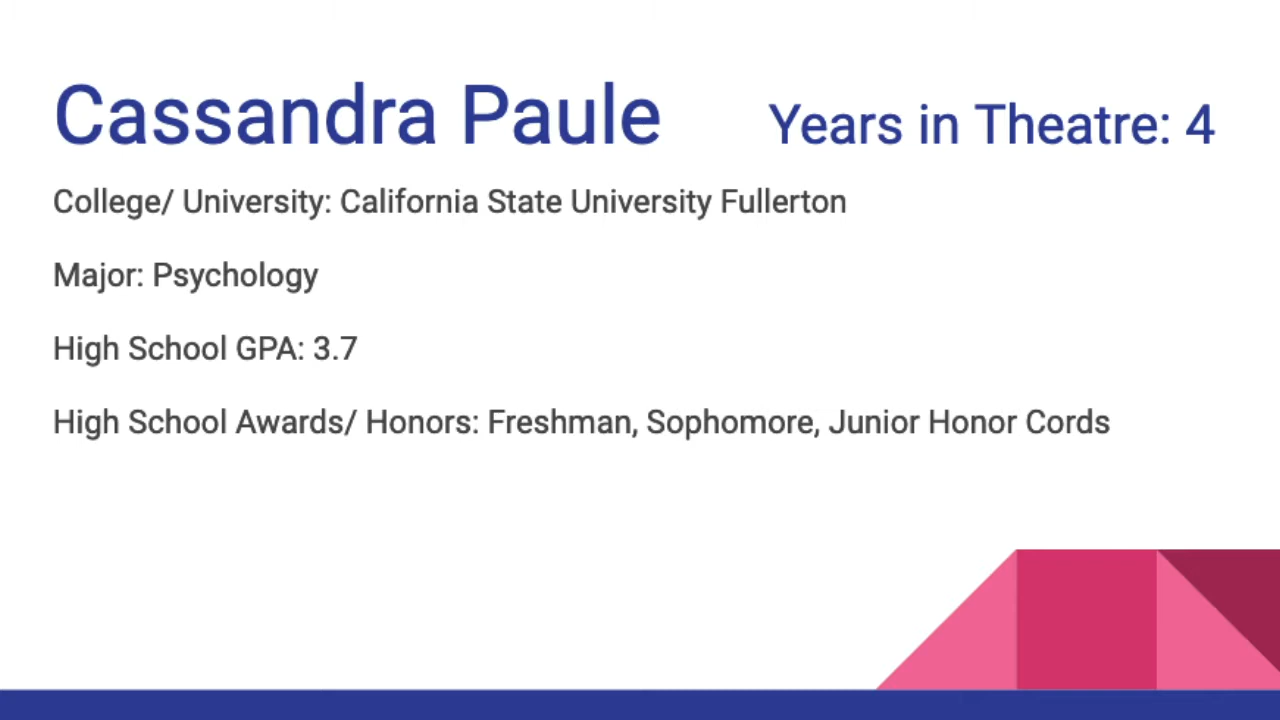 Cassandra Paule Years in Theatre: 4
College/ University: California State University Fullerton
Major: Psychology
High School GPA: 3.7
High School Awards/ Honors: Freshman, Sophomore, Junior Honor Cords